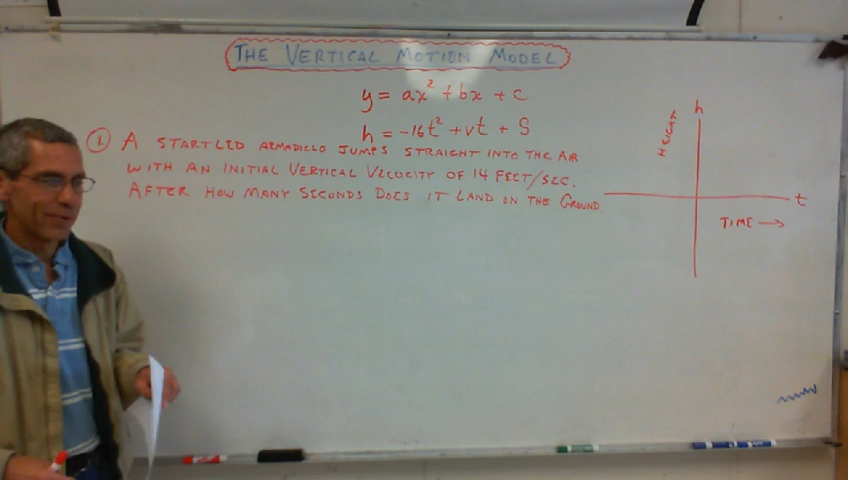 THE VERTICAL MOTION MODEL
y = ax² + bx + c
h = -16t² + vt + S
① A STARTLED ARMADILLO JUMPS STRAIGHT INTO THE AIR
WITH AN INITIAL VERTICAL VELOCITY OF 14 FEET/SEC.
AFTER HOW MANY SECONDS DOES IT LAND ON THE GROUND
h
HEIGHT
t
TIME →